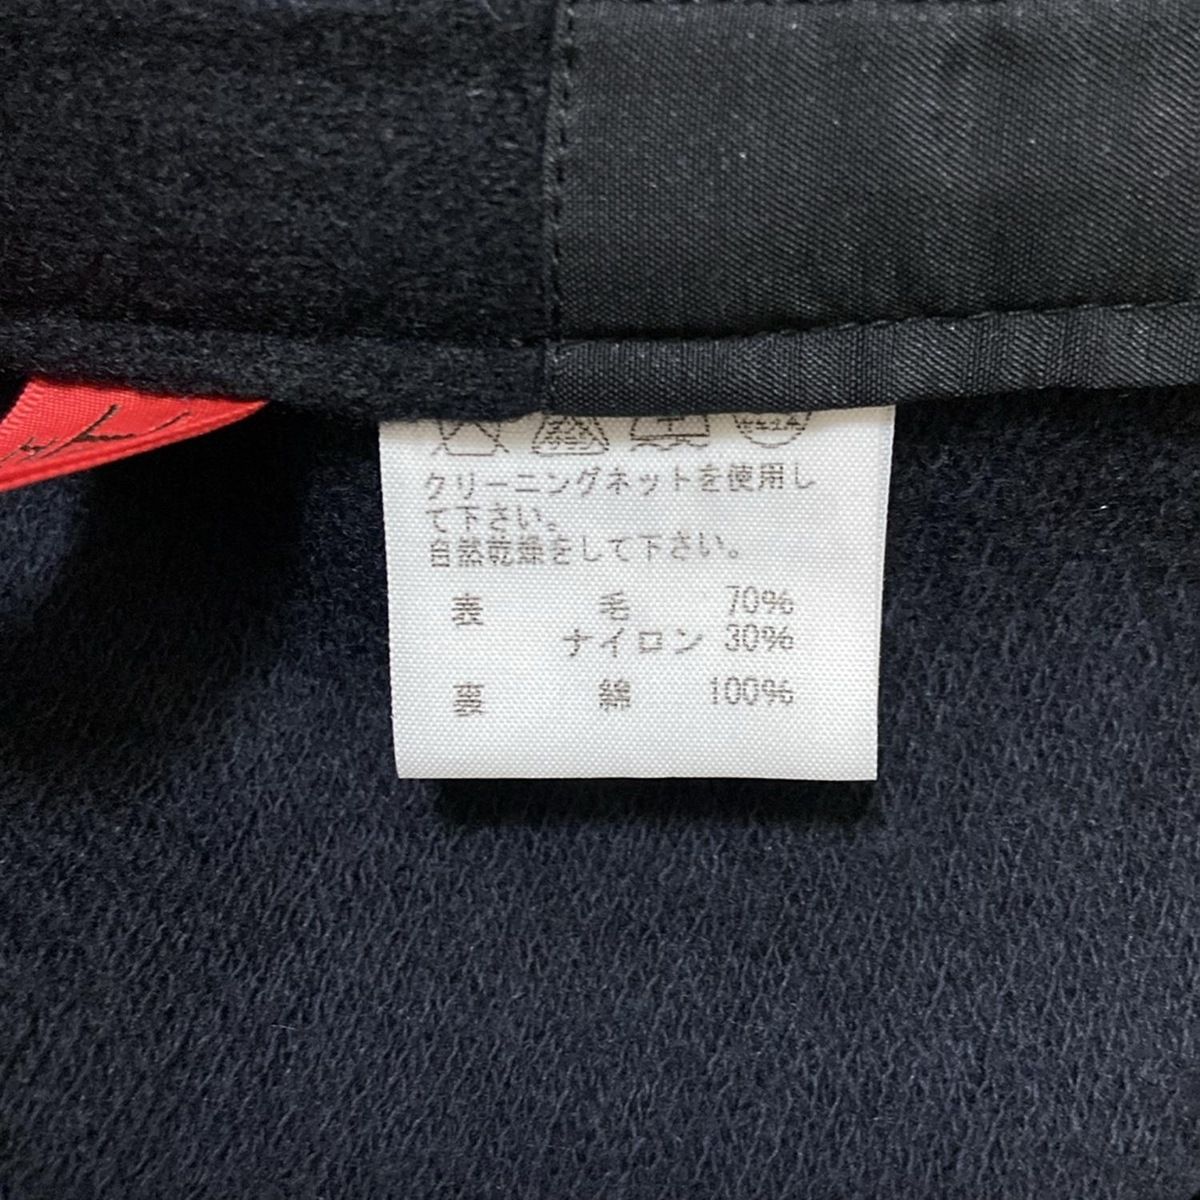 クリーニングネットを使用し
て下さい。
自然乾燥をして下さい。
表 毛 70%
ナイロン 30%
裏 綿 100%